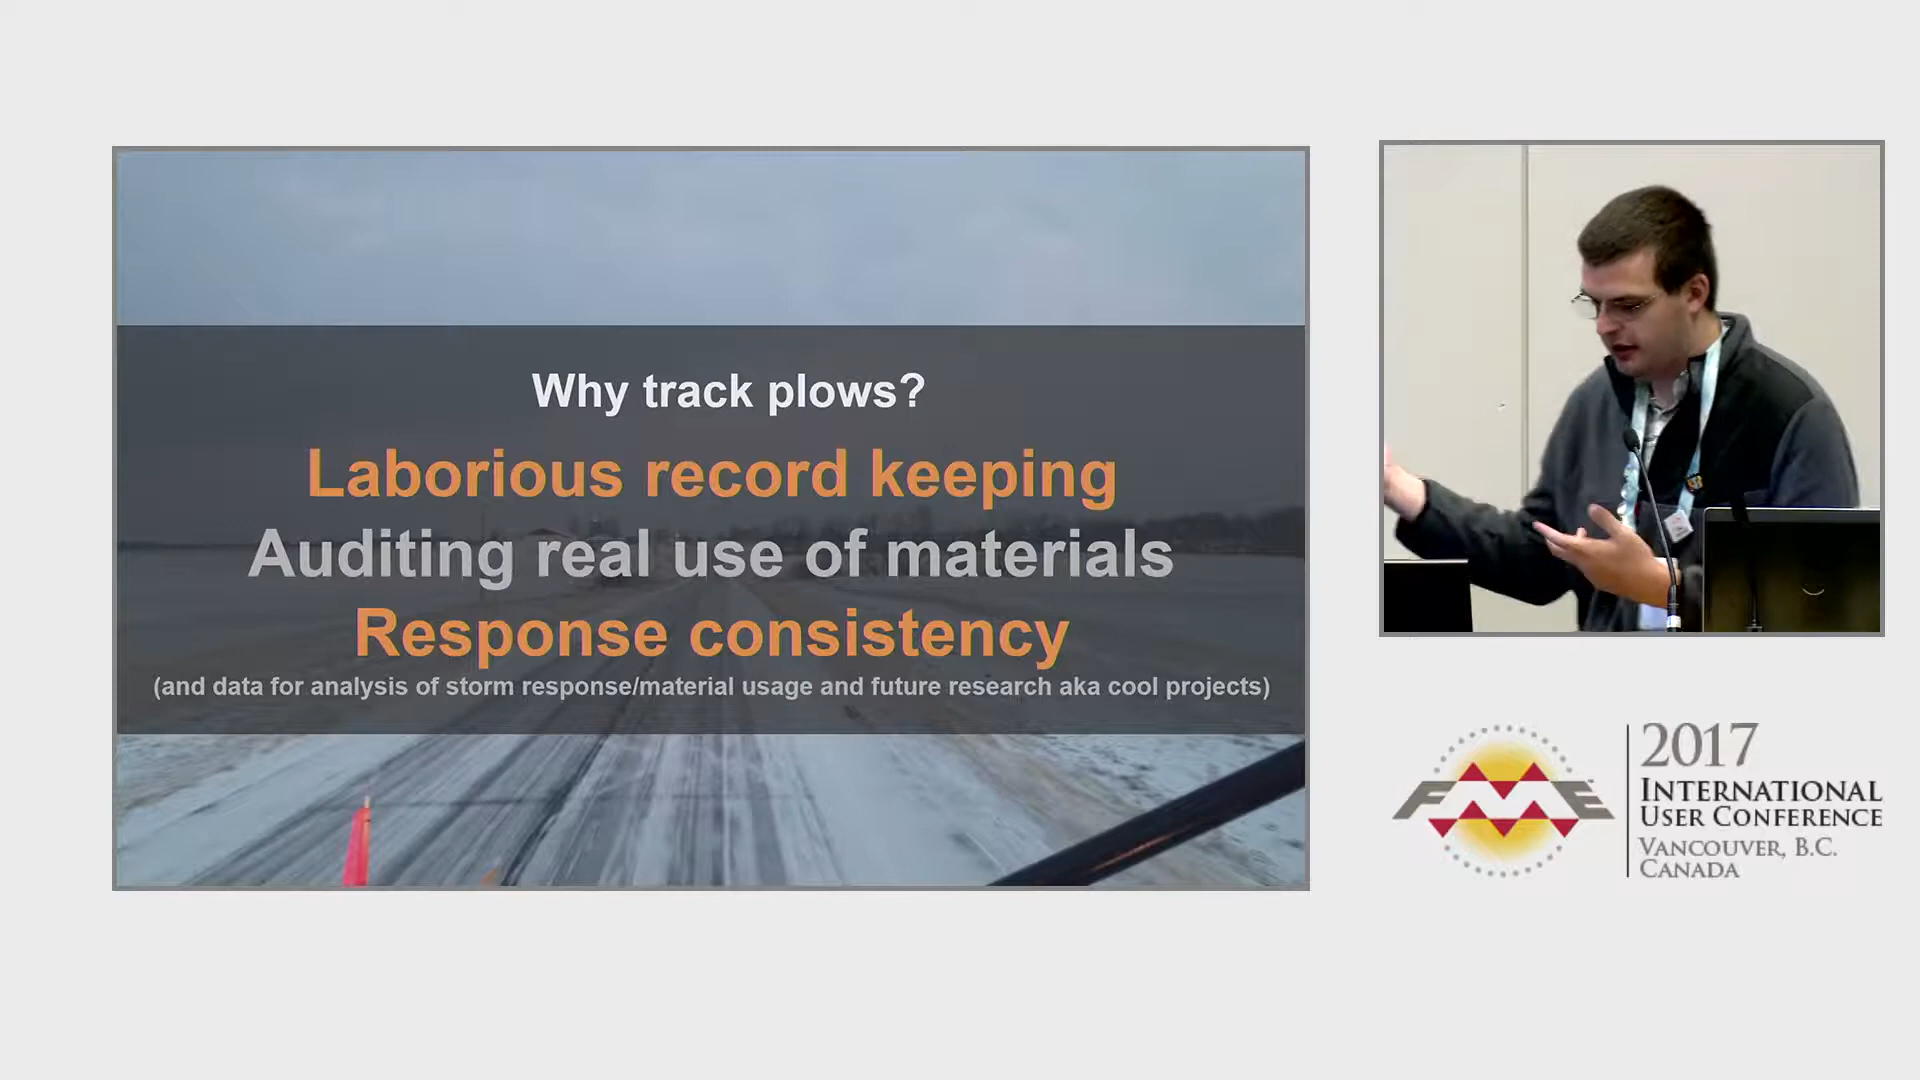 Why track plows?
Laborious record keeping
Auditing real use of materials
Response consistency
(and data for analysis of storm response/material usage and future research aka cool projects)
FME
2017
INTERNATIONAL
USER CONFERENCE
VANCOUVER, B.C.
CANADA